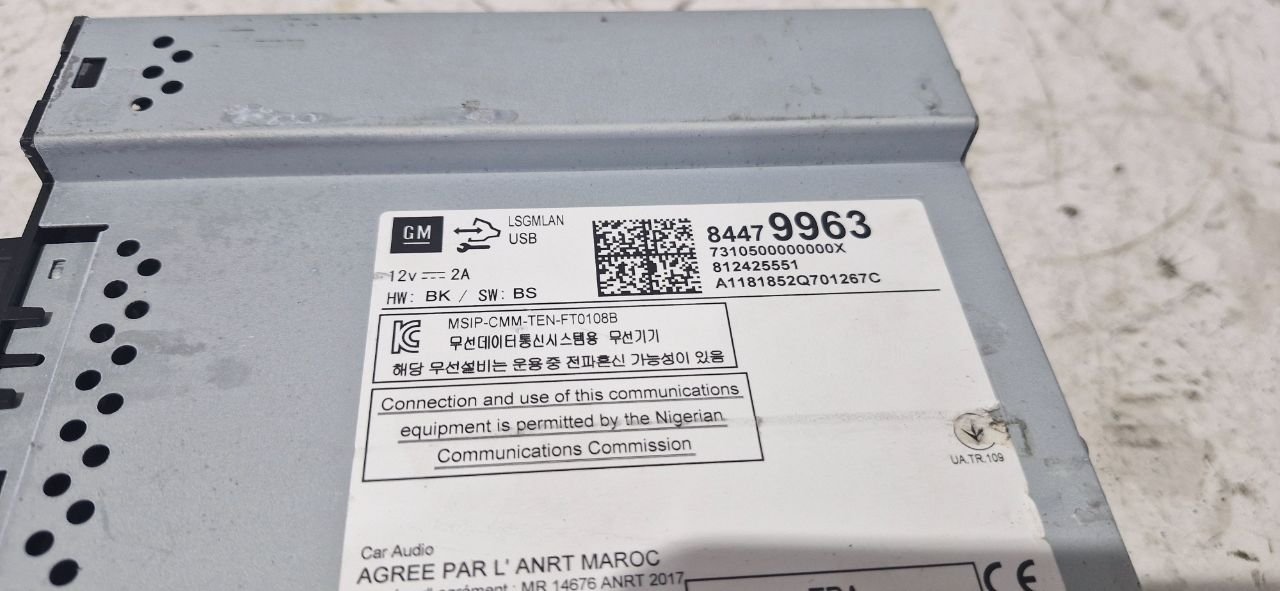 GM
LSGMLAN
USB
12v 2A
HW: BK / SW: BS
84479963
7310500000000X
812425551
A1181852Q701267C
MSIP-CMM-TEN-FT0108B
무선데이터통신시스템용 무선기기
해당 무선설비는 운용 중 전파혼신 가능성이 있음
Connection and use of this communications
equipment is permitted by the Nigerian
Communications Commission
UA.TR.109
Car Audio
AGREE PAR L' ANRT MAROC
d'agrément : MR 14676 ANRT 2017
CE